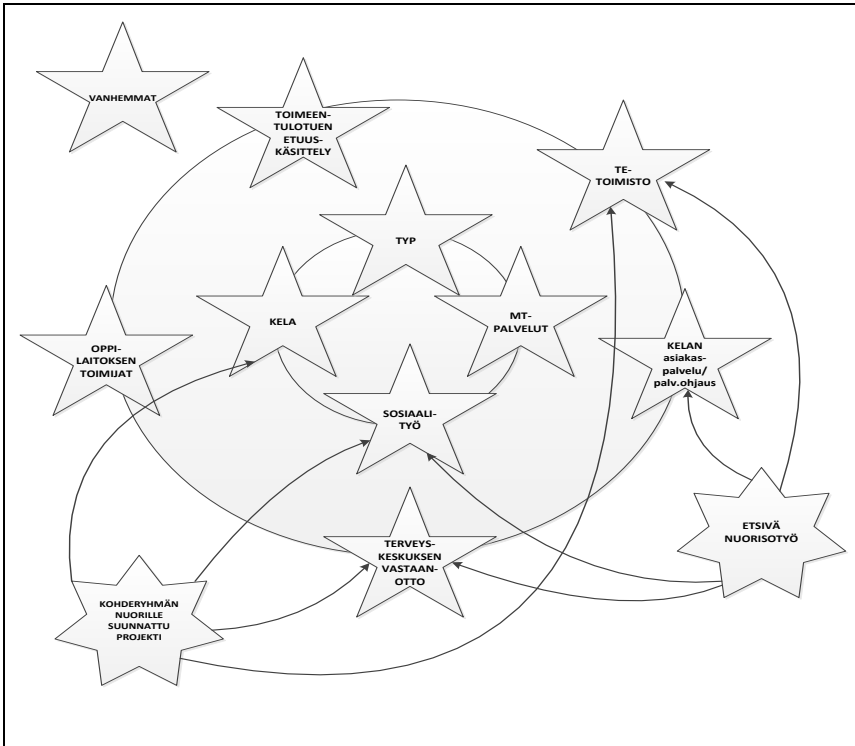 VANHEMMAT
TOIMEEN-
TULOTUEN
ETUUS-
KÄSITTELY
TE-
TOIMISTO
TYP
KELA
MT-
PALVELUT
OPPI-
LAITOKSEN
TOIMIJAT
KELAN
asiakas-
palvelu/
palv.ohjaus
SOSIAALI-
TYÖ
ETSIVÄ
NUORISOTYÖ
TERVEYS-
KESKUKSEN
VASTAAN-
OTTO
KOHDERYHMÄN
NUORILLE
SUUNNATTU
PROJEKTI